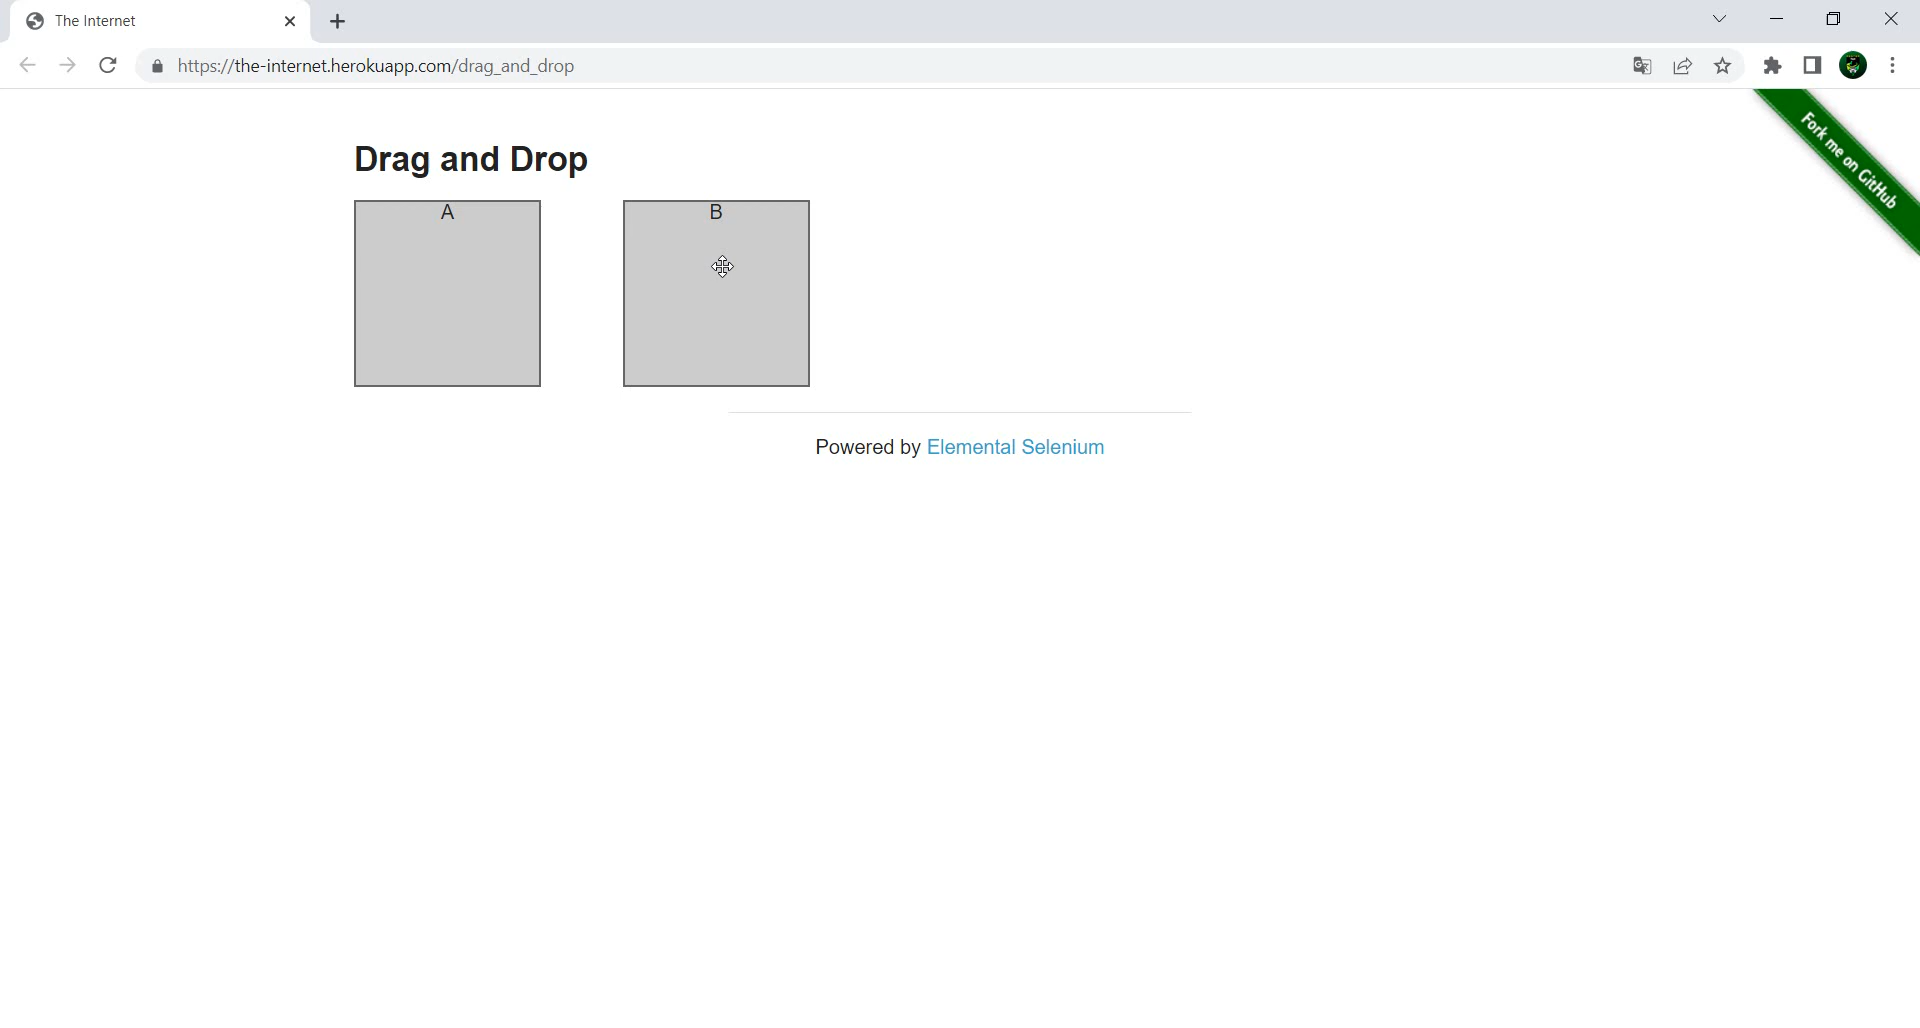 The Internet
https://the-internet.herokuapp.com/drag_and_drop
Fork me on GitHub
Drag and Drop
A
B
Powered by Elemental Selenium